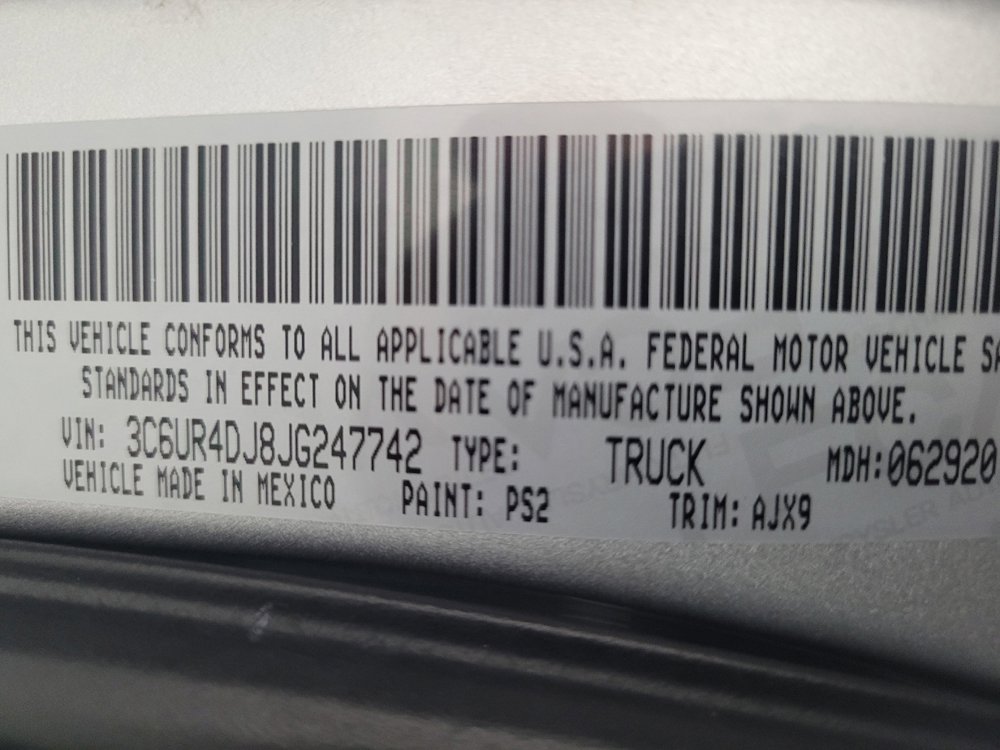 THIS VEHICLE CONFORMS TO ALL APPLICABLE U.S.A. FEDERAL MOTOR VEHICLE SA
STANDARDS IN EFFECT ON THE DATE OF MANUFACTURE SHOWN ABOVE.
VIN: 3C6UR4DJ8JG247742 TYPE: TRUCK MDH:062920
VEHICLE MADE IN MEXICO PAINT: PS2 TRIM: AJX9